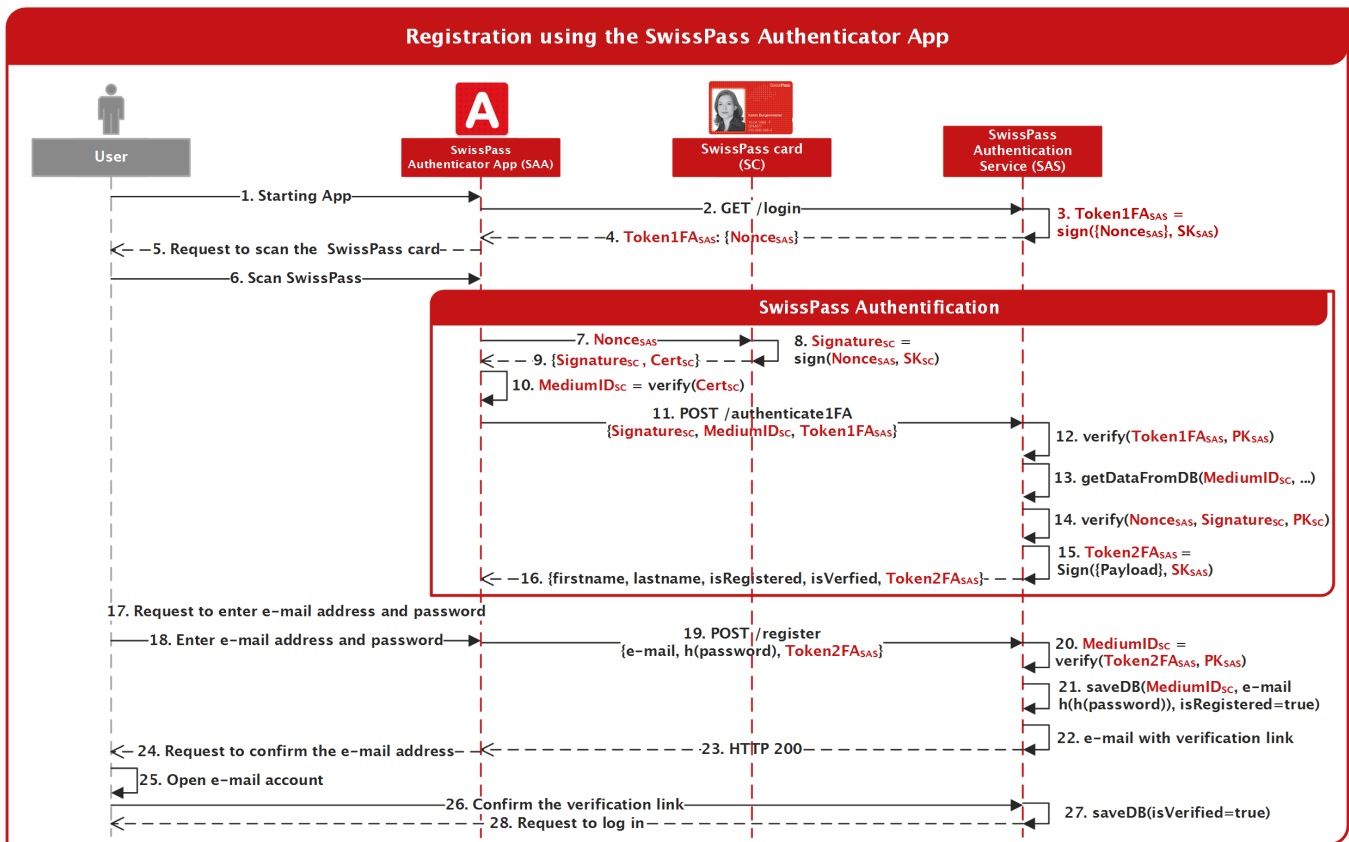 Registration using the SwissPass Authenticator App
A
SwissPass
User
SwissPass
Authenticator App (SAA)
SwissPass card
(SC)
SwissPass
Authentication
Service (SAS)
1. Starting App
2. GET /login
3. Token1FASAS =
sign({NonceSAS}, SKSAS)
4. Token1FASAS: {NonceSAS}
5. Request to scan the SwissPass card
6. Scan SwissPass
SwissPass Authentification
7. NonceSAS
8. SignatureSC =
sign(NonceSAS, SKSC)
9. {SignatureSC , CertSC}
10. MediumIDSC = verify(CertSC)
11. POST /authenticate1FA
{SignatureSC, MediumIDSC, Token1FASAS}
12. verify(Token1FASAS, PKSAS)
13. getDataFromDB(MediumIDSC, ...)
14. verify(NonceSAS, SignatureSC, PKSC)
15. Token2FASAS =
Sign({Payload}, SKSAS)
16. {firstname, lastname, isRegistered, isVerfied, Token2FASAS}
17. Request to enter e-mail address and password
18. Enter e-mail address and password
19. POST /register
{e-mail, h(password), Token2FASAS}
20. MediumIDSC =
verify(Token2FASAS, PKSAS)
21. saveDB(MediumIDSC, e-mail
h(h(password)), isRegistered=true)
22. e-mail with verification link
23. HTTP 200
24. Request to confirm the e-mail address
25. Open e-mail account
26. Confirm the verification link
27. saveDB(isVerified=true)
28. Request to log in